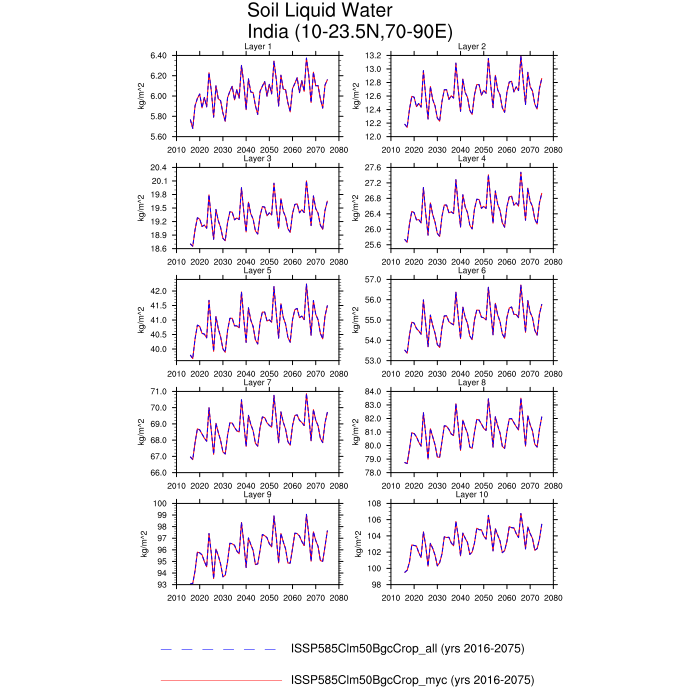 Soil Liquid Water
India (10-23.5N,70-90E)
Layer 1
Layer 2
6.40
6.20
6.00
5.80
5.60
kg/m^2
2010 2020 2030 2040 2050 2060 2070 2080
13.2
13.0
12.8
12.6
12.4
12.2
12.0
kg/m^2
2010 2020 2030 2040 2050 2060 2070 2080
Layer 3
Layer 4
20.4
20.1
19.8
19.5
19.2
18.9
18.6
kg/m^2
2010 2020 2030 2040 2050 2060 2070 2080
27.6
27.2
26.8
26.4
26.0
25.6
kg/m^2
2010 2020 2030 2040 2050 2060 2070 2080
Layer 5
Layer 6
42.0
41.5
41.0
40.5
40.0
kg/m^2
2010 2020 2030 2040 2050 2060 2070 2080
57.0
56.0
55.0
54.0
53.0
kg/m^2
2010 2020 2030 2040 2050 2060 2070 2080
Layer 7
Layer 8
71.0
70.0
69.0
68.0
67.0
66.0
kg/m^2
2010 2020 2030 2040 2050 2060 2070 2080
84.0
83.0
82.0
81.0
80.0
79.0
78.0
kg/m^2
2010 2020 2030 2040 2050 2060 2070 2080
Layer 9
Layer 10
100
99
98
97
96
95
94
93
kg/m^2
2010 2020 2030 2040 2050 2060 2070 2080
108
106
104
102
100
98
kg/m^2
2010 2020 2030 2040 2050 2060 2070 2080
ISSP585Clm50BgcCrop_all (yrs 2016-2075)
ISSP585Clm50BgcCrop_myc (yrs 2016-2075)